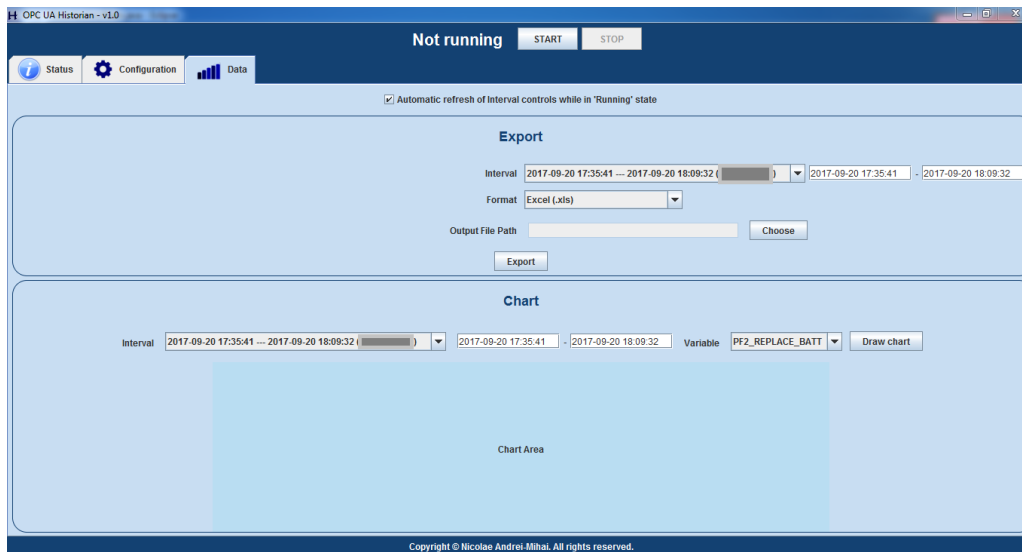 OPC UA Historian - v1.0
Not running START STOP
Status Configuration Data
Automatic refresh of Interval controls while in 'Running' state
Export
Interval 2017-09-20 17:35:41 --- 2017-09-20 18:09:32 ( ) 2017-09-20 17:35:41 - 2017-09-20 18:09:32
Format Excel (.xls)
Output File Path Choose
Export
Chart
Interval 2017-09-20 17:35:41 --- 2017-09-20 18:09:32 ( ) 2017-09-20 17:35:41 - 2017-09-20 18:09:32 Variable PF2_REPLACE_BATT Draw chart
Chart Area
Copyright © Nicolae Andrei-Mihai. All rights reserved.